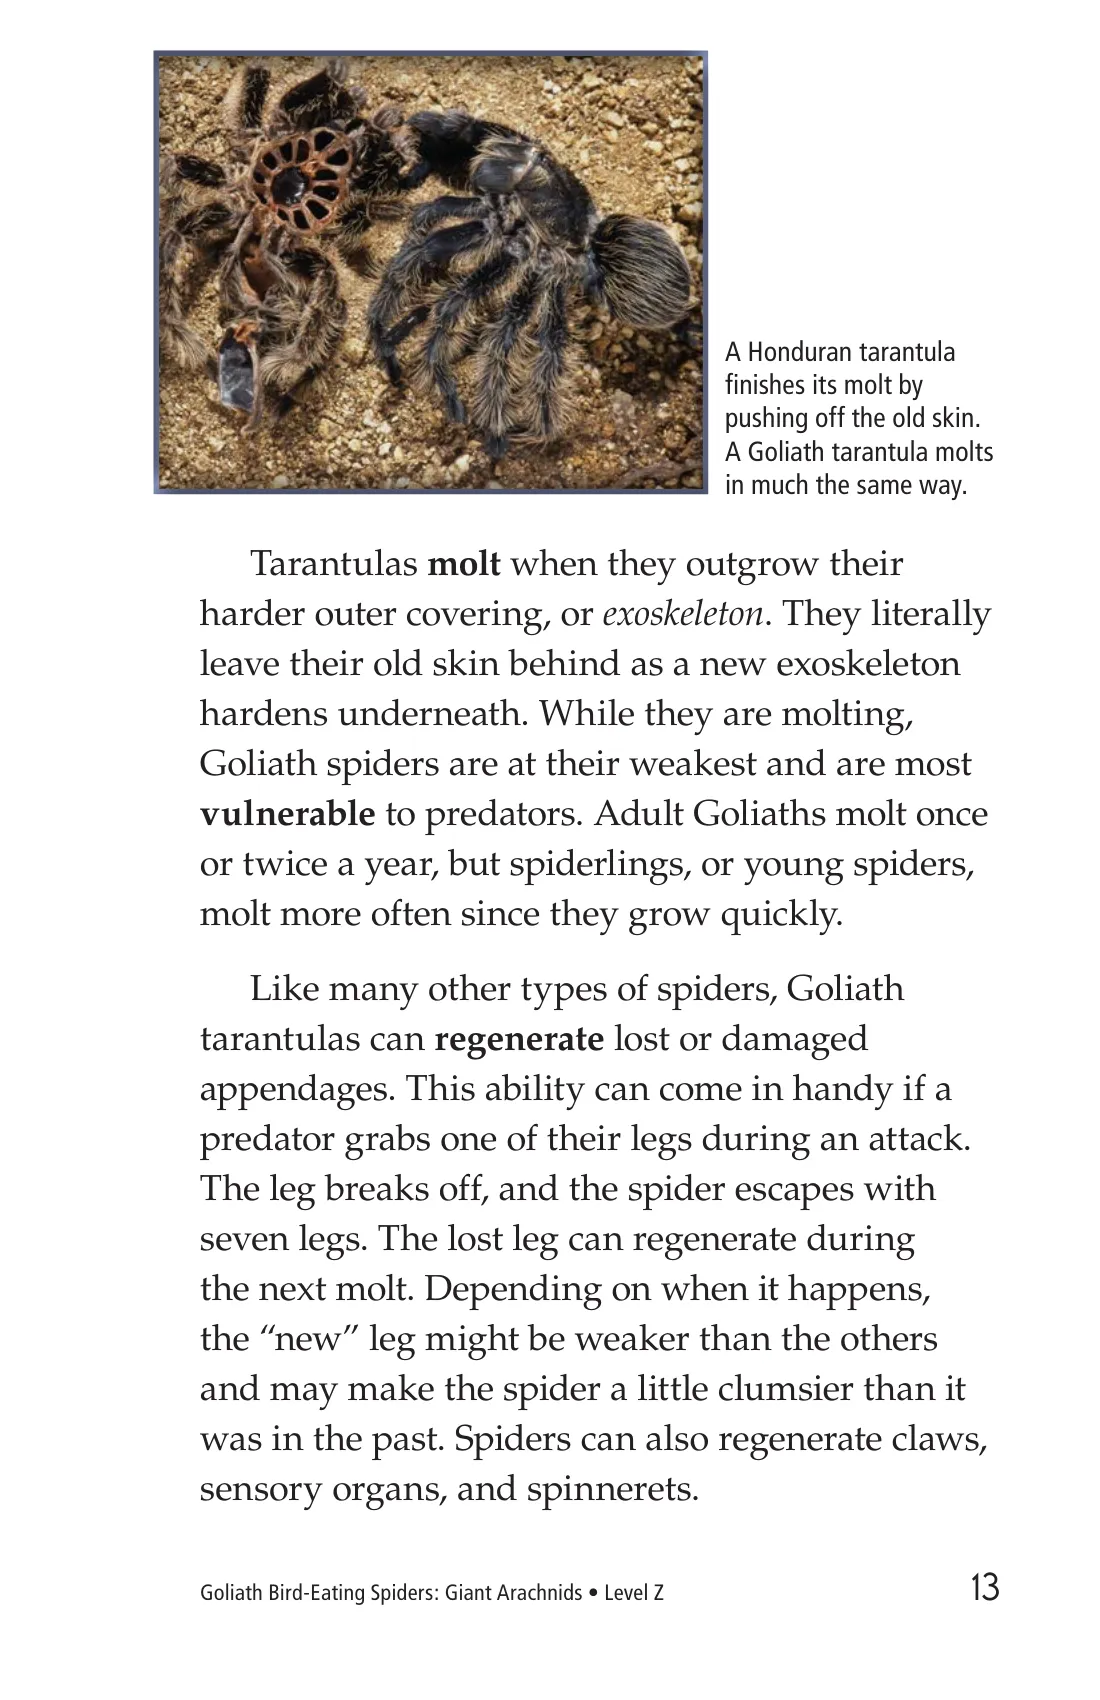 A Honduran tarantula
finishes its molt by
pushing off the old skin.
A Goliath tarantula molts
in much the same way.
Tarantulas molt when they outgrow their
harder outer covering, or exoskeleton. They literally
leave their old skin behind as a new exoskeleton
hardens underneath. While they are molting,
Goliath spiders are at their weakest and are most
vulnerable to predators. Adult Goliaths molt once
or twice a year, but spiderlings, or young spiders,
molt more often since they grow quickly.
Like many other types of spiders, Goliath
tarantulas can regenerate lost or damaged
appendages. This ability can come in handy if a
predator grabs one of their legs during an attack.
The leg breaks off, and the spider escapes with
seven legs. The lost leg can regenerate during
the next molt. Depending on when it happens,
the “new” leg might be weaker than the others
and may make the spider a little clumsier than it
was in the past. Spiders can also regenerate claws,
sensory organs, and spinnerets.
Goliath Bird-Eating Spiders: Giant Arachnids • Level Z 13